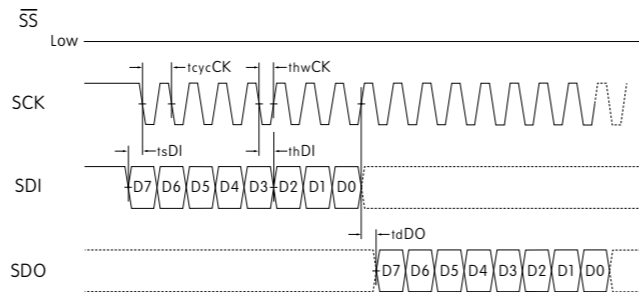 SS
Low
tcycCK thwCK
SCK
tsDI thDI
SDI D7 D6 D5 D4 D3 D2 D1 D0
tdDO
SDO D7 D6 D5 D4 D3 D2 D1 D0